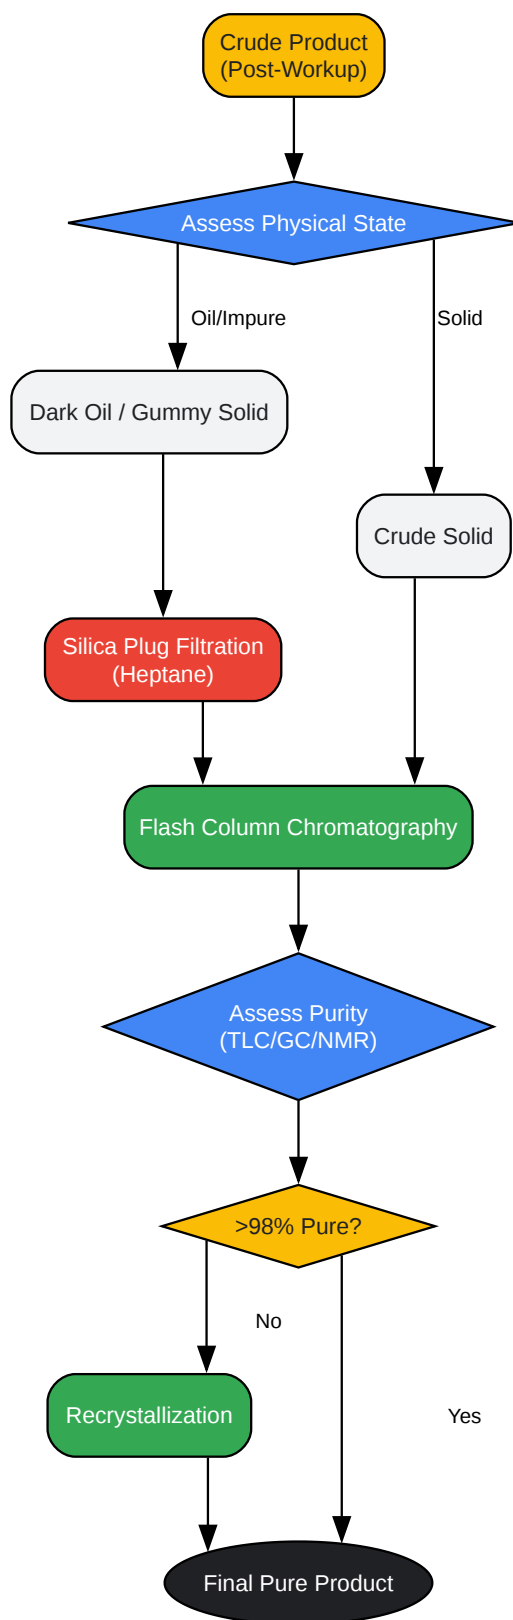 Crude Product
(Post-Workup)
Assess Physical State
Oil/Impure
Solid
Dark Oil / Gummy Solid
Crude Solid
Silica Plug Filtration
(Heptane)
Flash Column Chromatography
Assess Purity
(TLC/GC/NMR)
>98% Pure?
No
Recrystallization
Yes
Final Pure Product